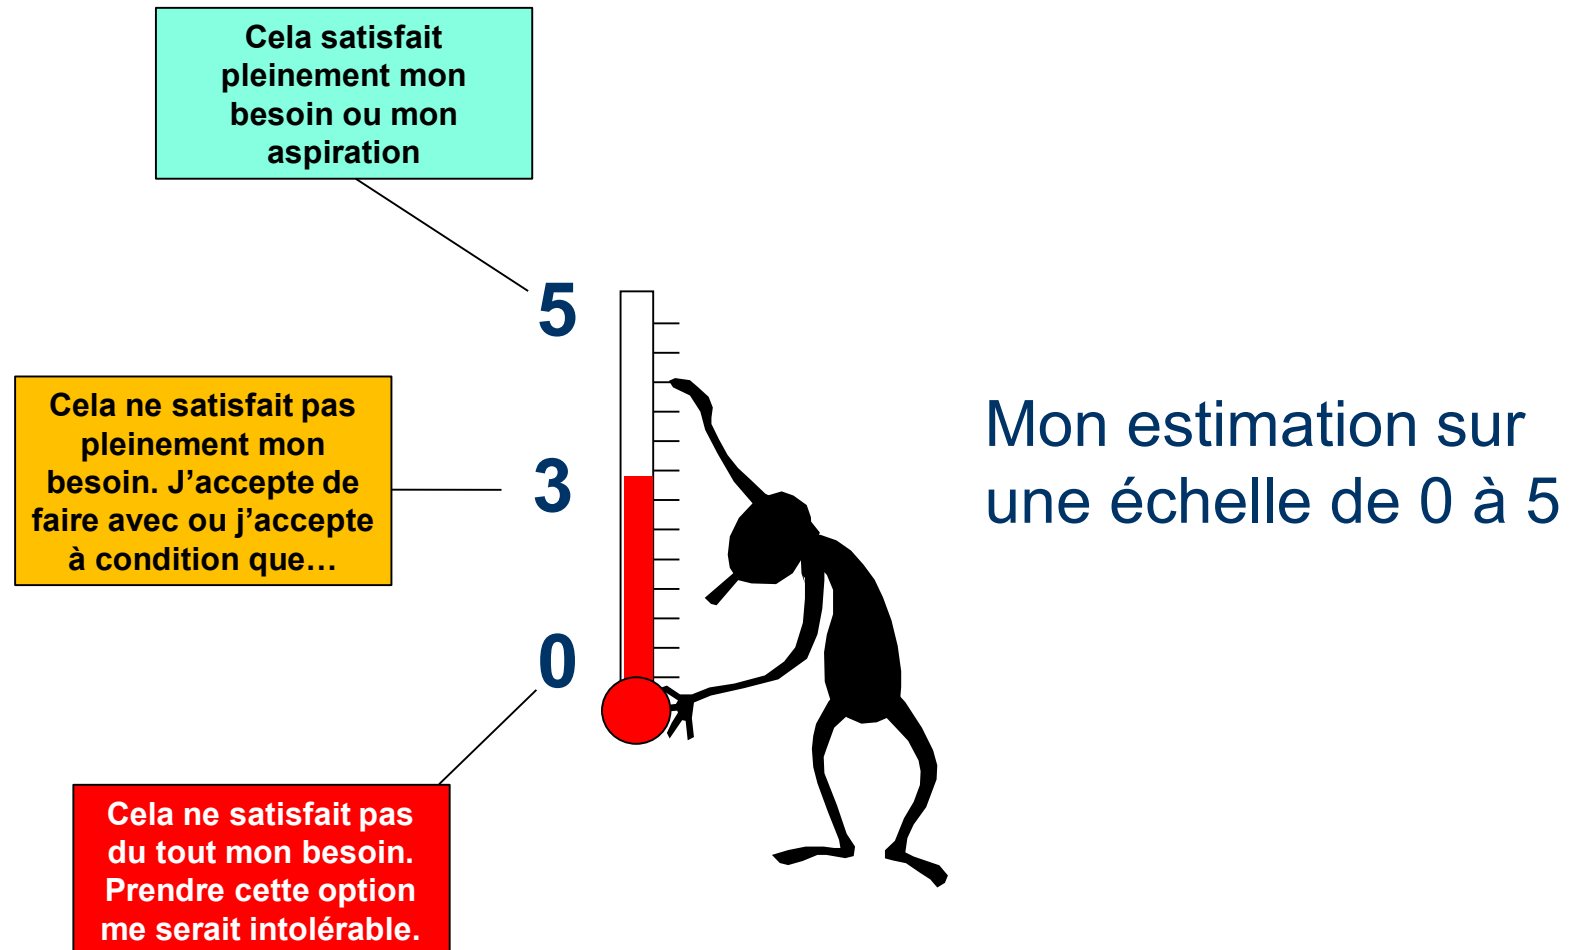 Cela satisfait
pleinement mon
besoin ou mon
aspiration
5
Cela ne satisfait pas
pleinement mon
besoin. J’accepte de
faire avec ou j’accepte
à condition que…
3
Mon estimation sur
une échelle de 0 à 5
0
Cela ne satisfait pas
du tout mon besoin.
Prendre cette option
me serait intolérable.